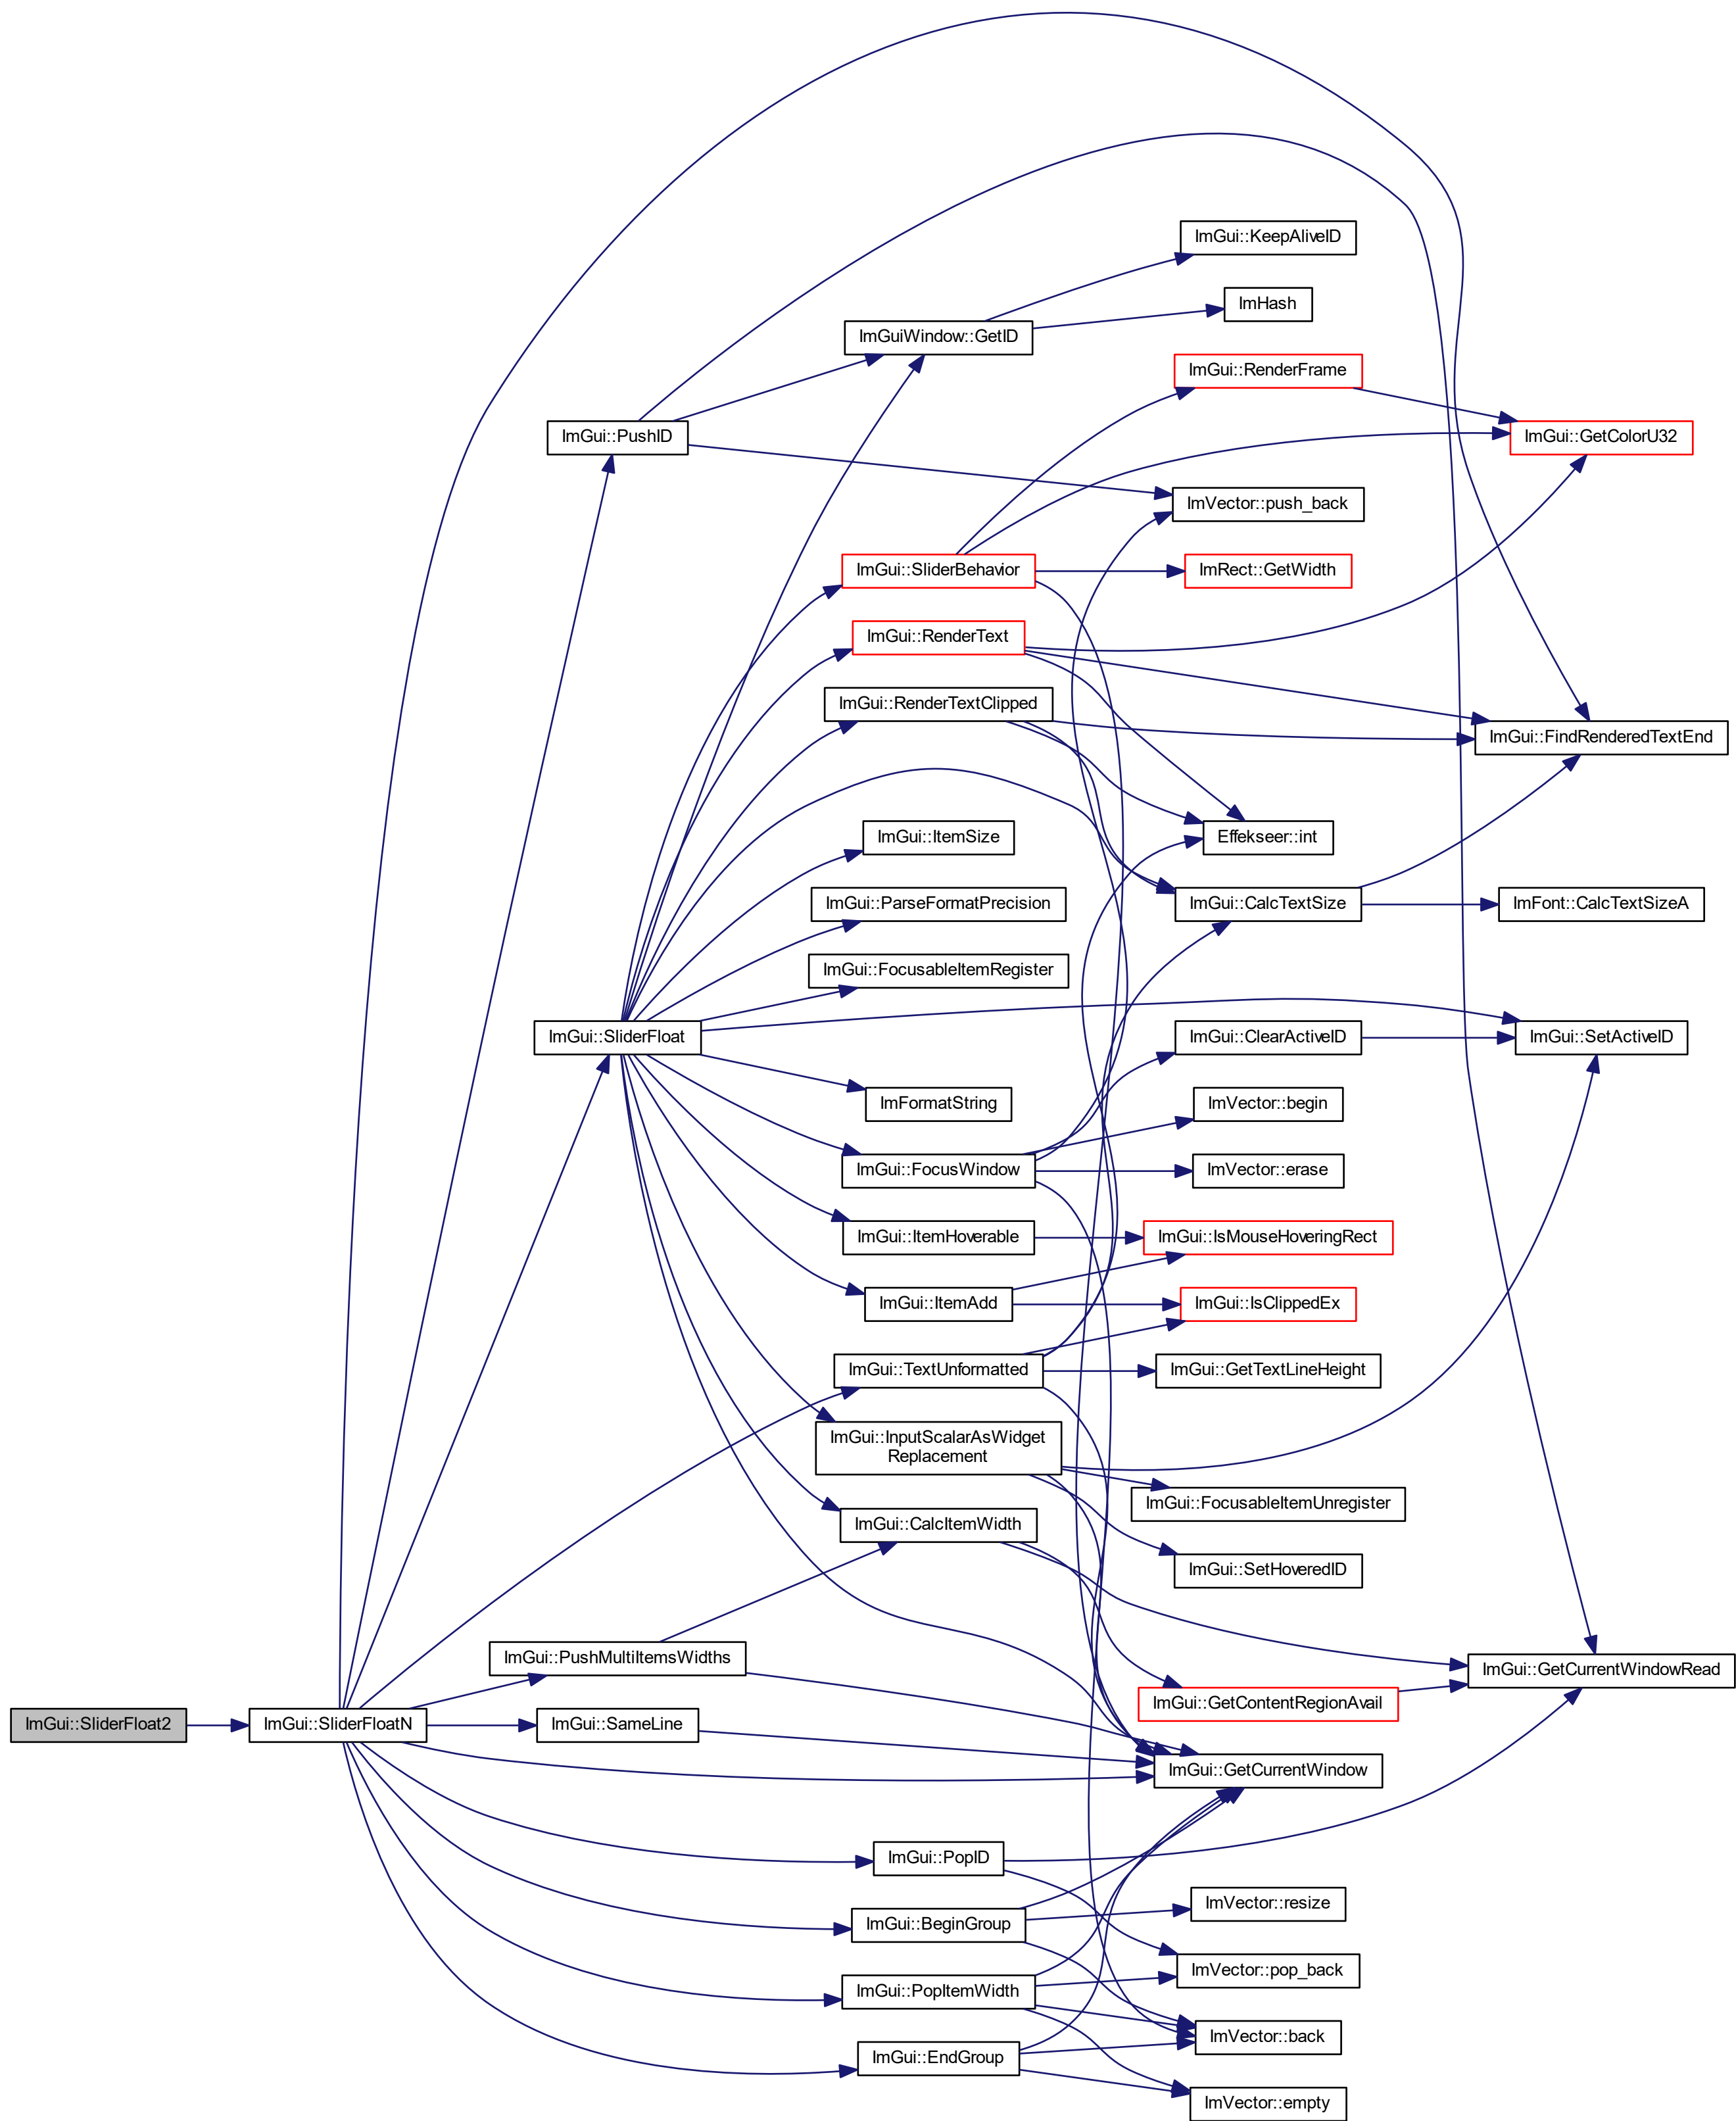 ImGui::KeepAliveID
ImHash
ImGuiWindow::GetID
ImGui::RenderFrame
ImGui::PushID
ImGui::GetColorU32
ImVector::push_back
ImGui::SliderBehavior
ImRect::GetWidth
ImGui::RenderText
ImGui::RenderTextClipped
ImGui::FindRenderedTextEnd
ImGui::ItemSize
Effekseer::int
ImGui::ParseFormatPrecision
ImGui::CalcTextSize
ImFont::CalcTextSizeA
ImGui::FocusableItemRegister
ImGui::SliderFloat
ImGui::ClearActiveID
ImGui::SetActiveID
ImFormatString
ImVector::begin
ImGui::FocusWindow
ImVector::erase
ImGui::ItemHoverable
ImGui::IsMouseHoveringRect
ImGui::ItemAdd
ImGui::IsClippedEx
ImGui::TextUnformatted
ImGui::GetTextLineHeight
ImGui::InputScalarAsWidget
Replacement
ImGui::FocusableItemUnregister
ImGui::CalcItemWidth
ImGui::SetHoveredID
ImGui::PushMultiItemsWidths
ImGui::GetCurrentWindowRead
ImGui::GetContentRegionAvail
ImGui::SliderFloat2
ImGui::SliderFloatN
ImGui::SameLine
ImGui::GetCurrentWindow
ImGui::PopID
ImVector::resize
ImGui::BeginGroup
ImVector::pop_back
ImGui::PopItemWidth
ImVector::back
ImGui::EndGroup
ImVector::empty